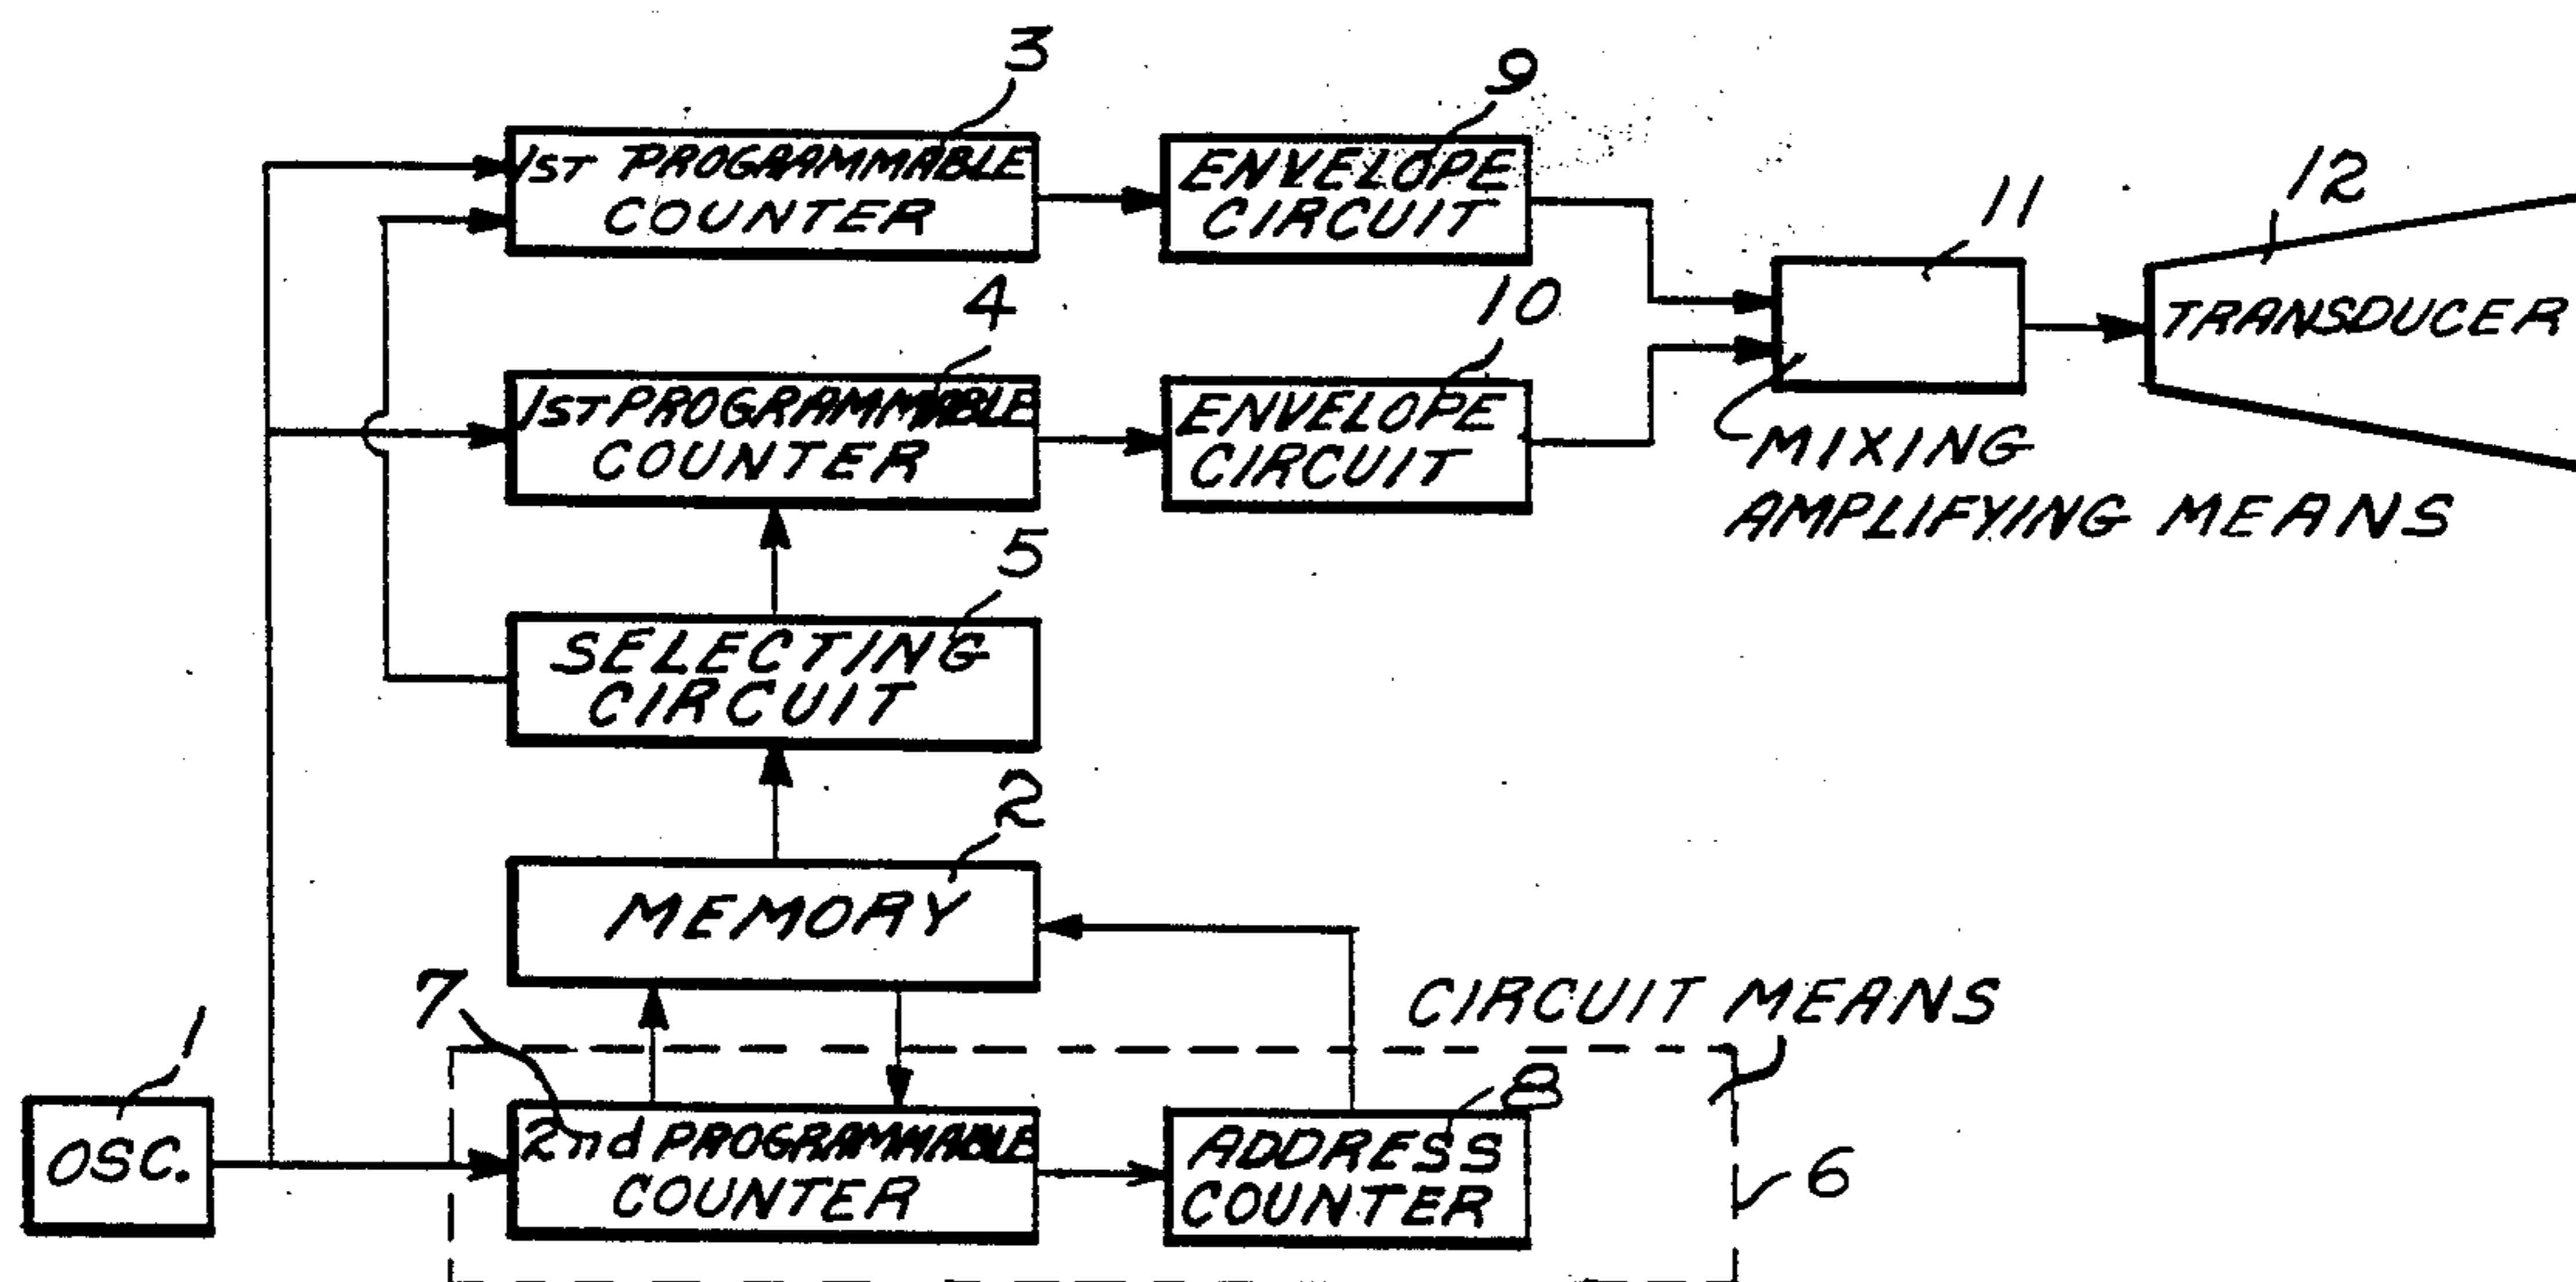 3
1ST PROGRAMMABLE
COUNTER
9
ENVELOPE
CIRCUIT
11
12
TRANSDUCER
4
1ST PROGRAMMABLE
COUNTER
10
ENVELOPE
CIRCUIT
MIXING
AMPLIFYING MEANS
5
SELECTING
CIRCUIT
2
MEMORY
7
CIRCUIT MEANS
1
OSC.
2nd PROGRAMMABLE
COUNTER
8
ADDRESS
COUNTER
6